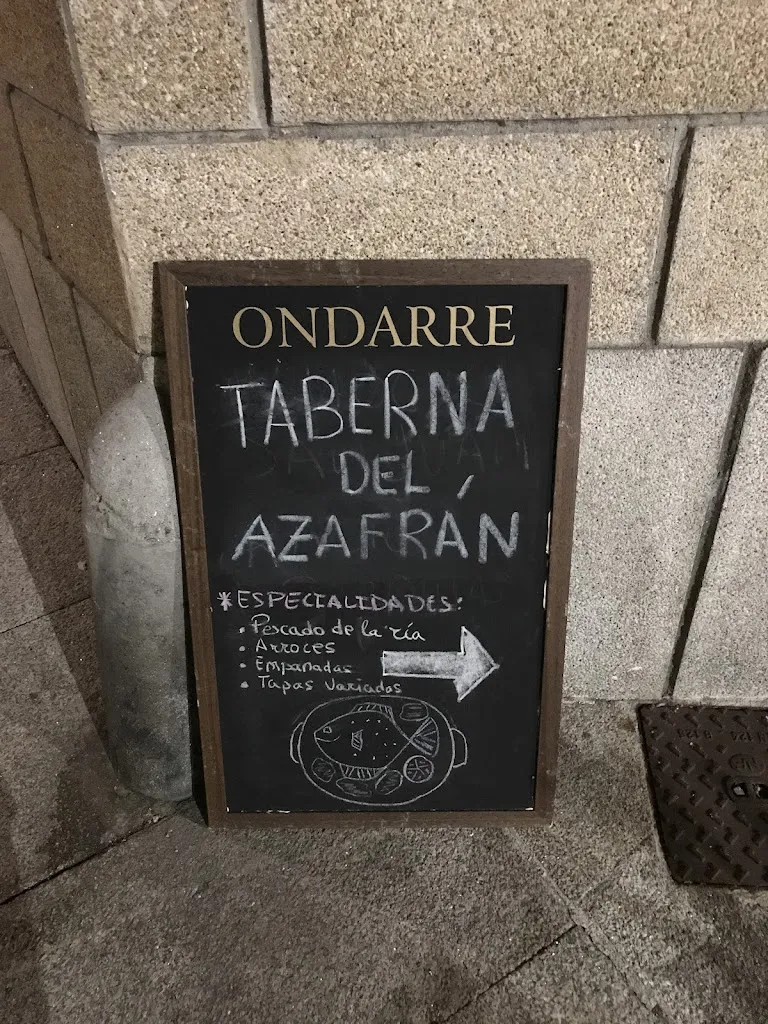 ONDARRE
TABERNA
DEL
AZAFRÁN
* ESPECIALIDADES:
• Pescado de la ría
• Arroces
• Empanadas
• Tapas Variadas